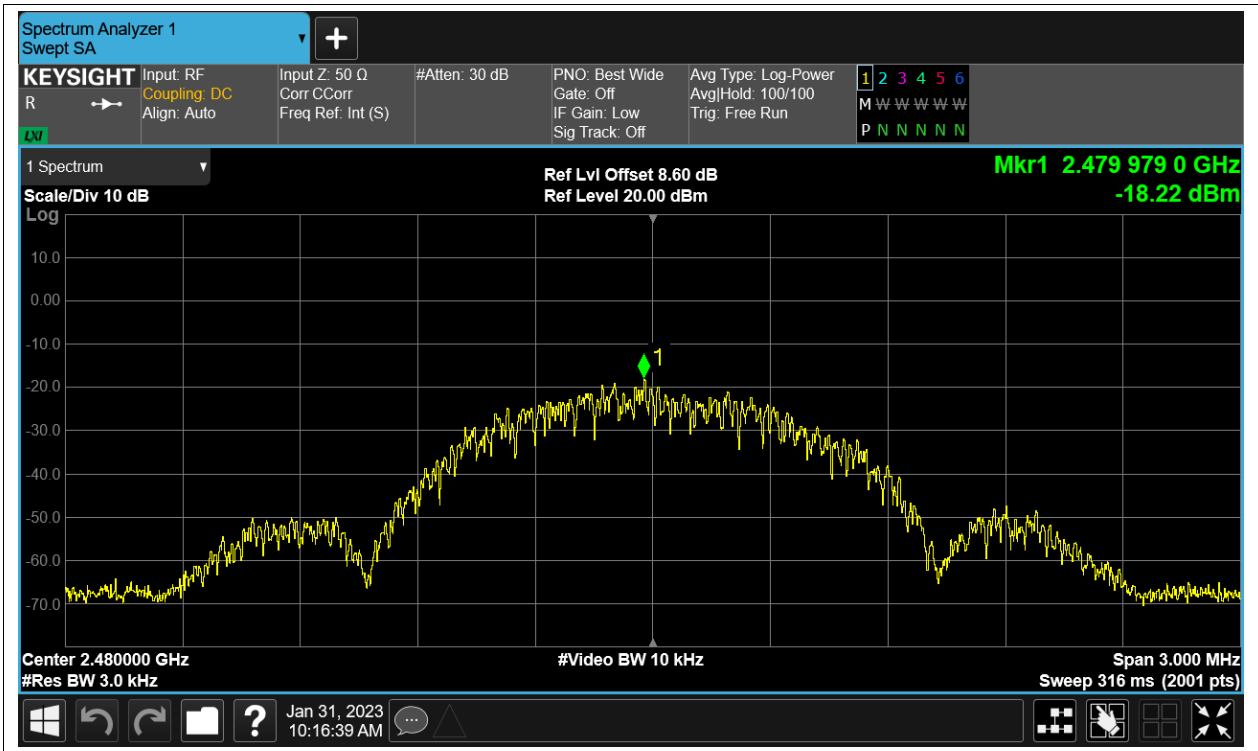 Spectrum Analyzer 1
Swept SA
KEYSIGHT
R
LXI
Input: RF
Coupling: DC
Align: Auto
Input Z: 50 Ω
Corr CCorr
Freq Ref: Int (S)
#Atten: 30 dB
PNO: Best Wide
Gate: Off
IF Gain: Low
Sig Track: Off
Avg Type: Log-Power
Avg|Hold: 100/100
Trig: Free Run
1 2 3 4 5 6
M W W W W W
P N N N N N
1 Spectrum
Scale/Div 10 dB
Log
Ref Lvl Offset 8.60 dB
Ref Level 20.00 dBm
Mkr1 2.479 979 0 GHz
-18.22 dBm
10.0
0.00
-10.0
1
-20.0
-30.0
-40.0
-50.0
-60.0
-70.0
Center 2.480000 GHz
#Video BW 10 kHz
Span 3.000 MHz
#Res BW 3.0 kHz
Sweep 316 ms (2001 pts)
?
Jan 31, 2023
10:16:39 AM